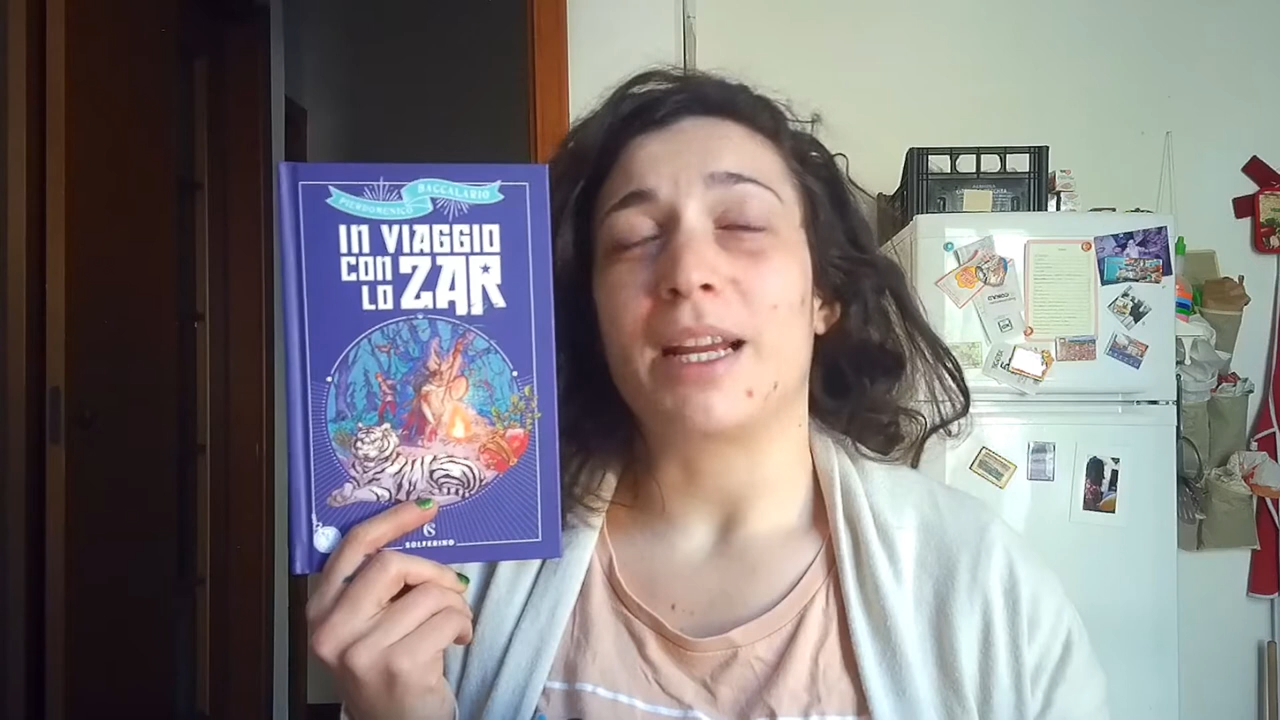 PIERDOMENICO
BACCALARIO
IN VIAGGIO
CON
LO ZAR
SOLFERINO